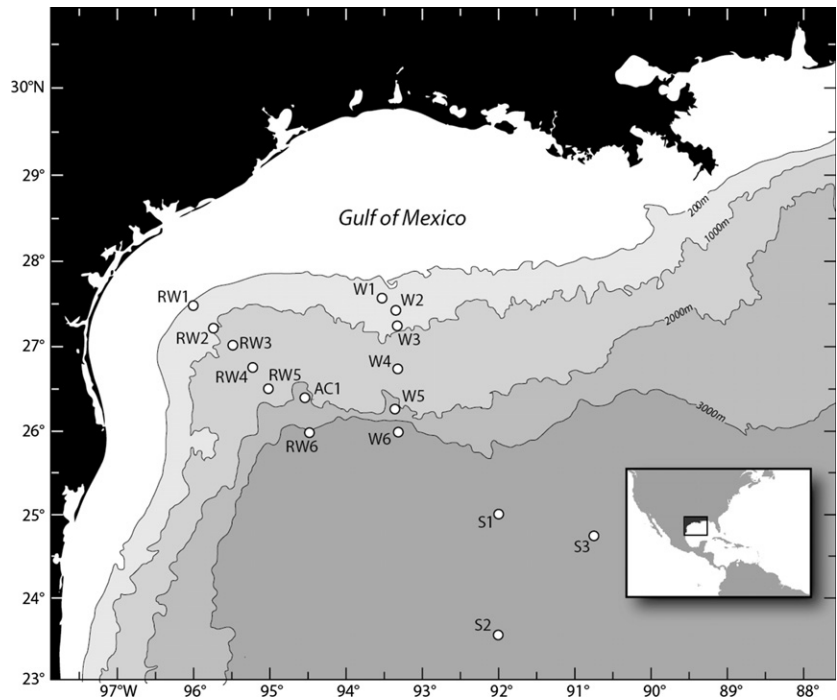 30°N
29°
28°
27°
26°
25°
24°
23°
Gulf of Mexico
200m
1000m
2000m
3000m
RW1
W1
W2
RW2
RW3
W3
RW4
RW5
W4
AC1
W5
RW6
W6
S1
S3
S2
97°W
96°
95°
94°
93°
92°
91°
90°
89°
88°